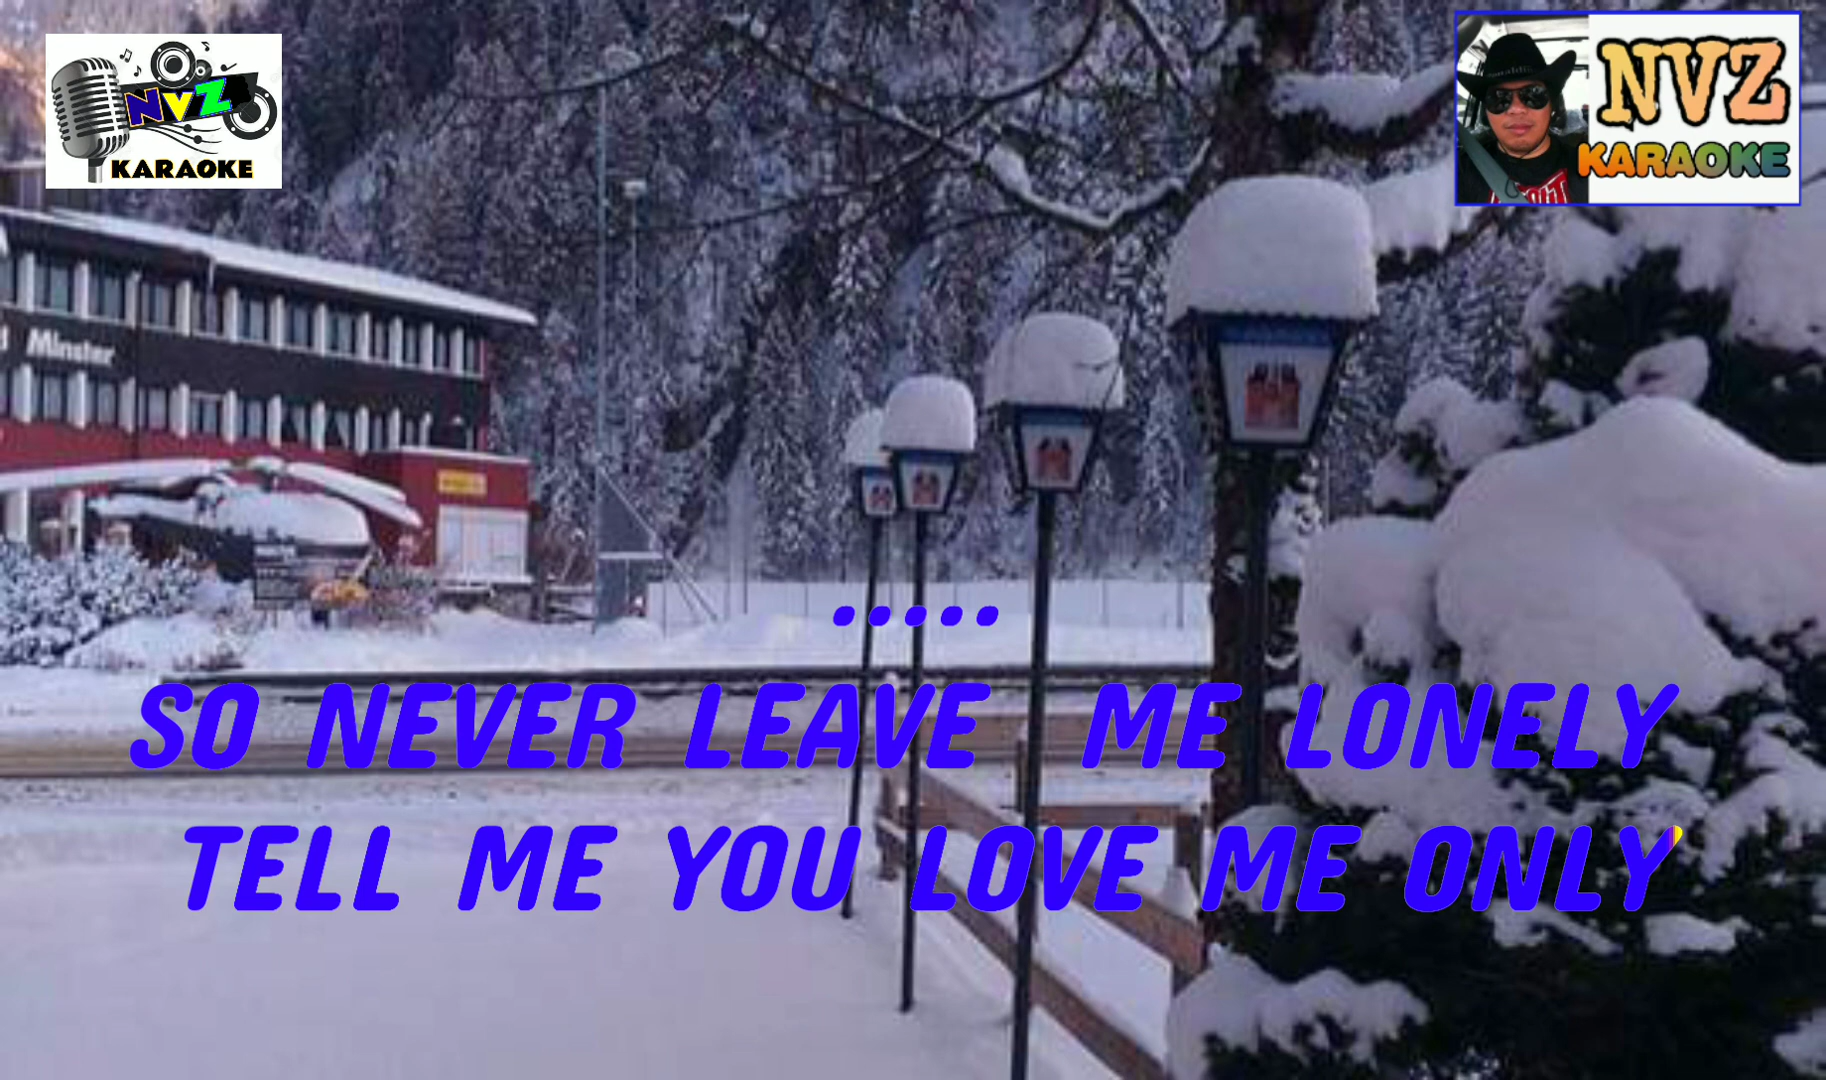 NVZ
KARAOKE
NVZ
KARAOKE
Minster
.....
SO NEVER LEAVE ME LONELY
TELL ME YOU LOVE ME ONLY